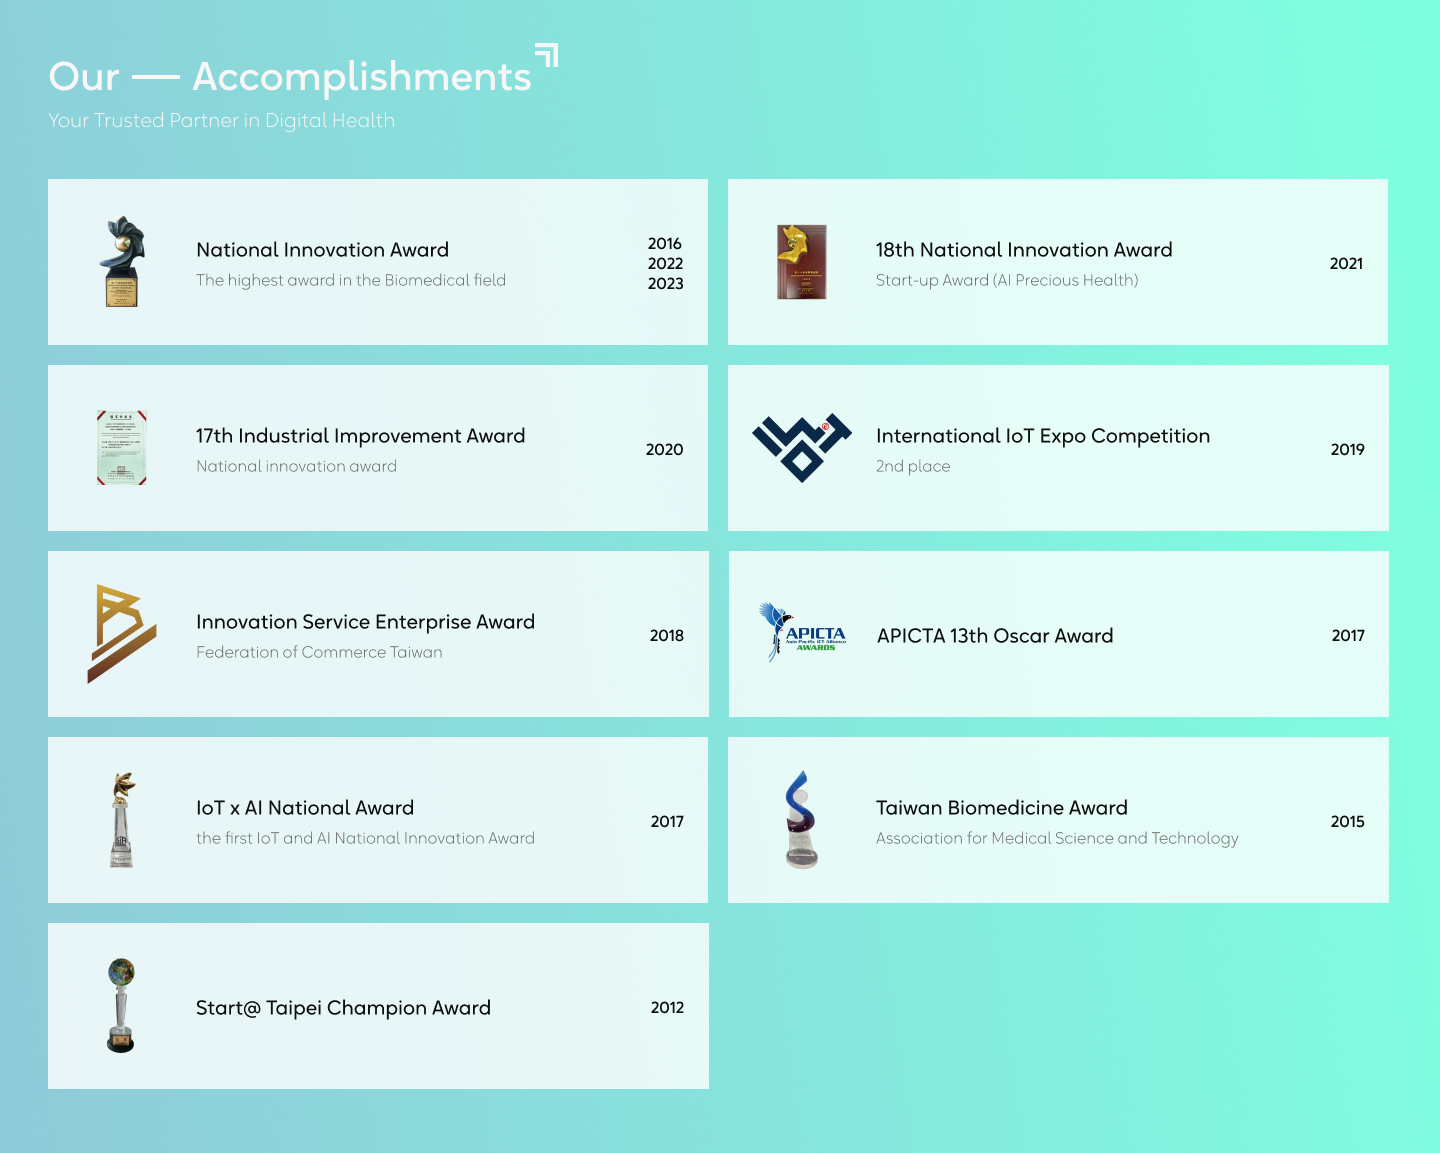 Our — Accomplishments
Your Trusted Partner in Digital Health
National Innovation Award
The highest award in the Biomedical field
2016
2022
2023
18th National Innovation Award
Start-up Award (AI Precious Health)
2021
17th Industrial Improvement Award
National innovation award
2020
International IoT Expo Competition
2nd place
2019
Innovation Service Enterprise Award
Federation of Commerce Taiwan
2018
APICTA
Asia Pacific ICT Alliance
AWARDS
APICTA 13th Oscar Award
2017
IoT x AI National Award
the first IoT and AI National Innovation Award
2017
Taiwan Biomedicine Award
Association for Medical Science and Technology
2015
Start@ Taipei Champion Award
2012